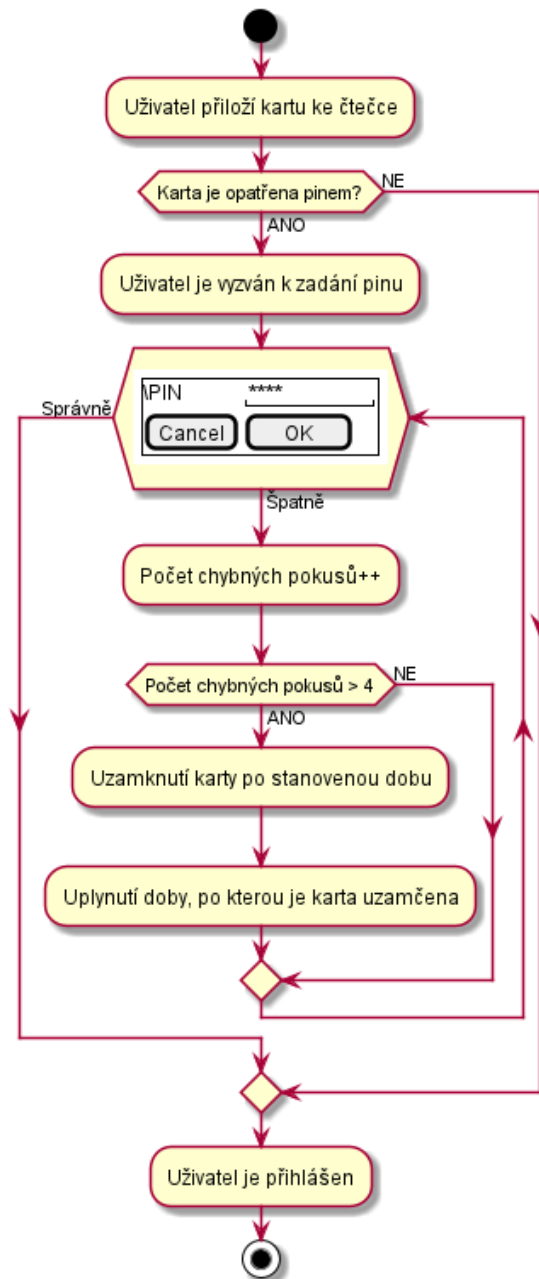 Uživatel přiloží kartu ke čtečce
Karta je opatřena pinem?
NE
ANO
Uživatel je vyzván k zadání pinu
Správně
\PIN
****
Cancel
OK
Špatně
Počet chybných pokusů++
Počet chybných pokusů > 4
NE
ANO
Uzamknutí karty po stanovenou dobu
Uplynutí doby, po kterou je karta uzamčena
Uživatel je přihlášen